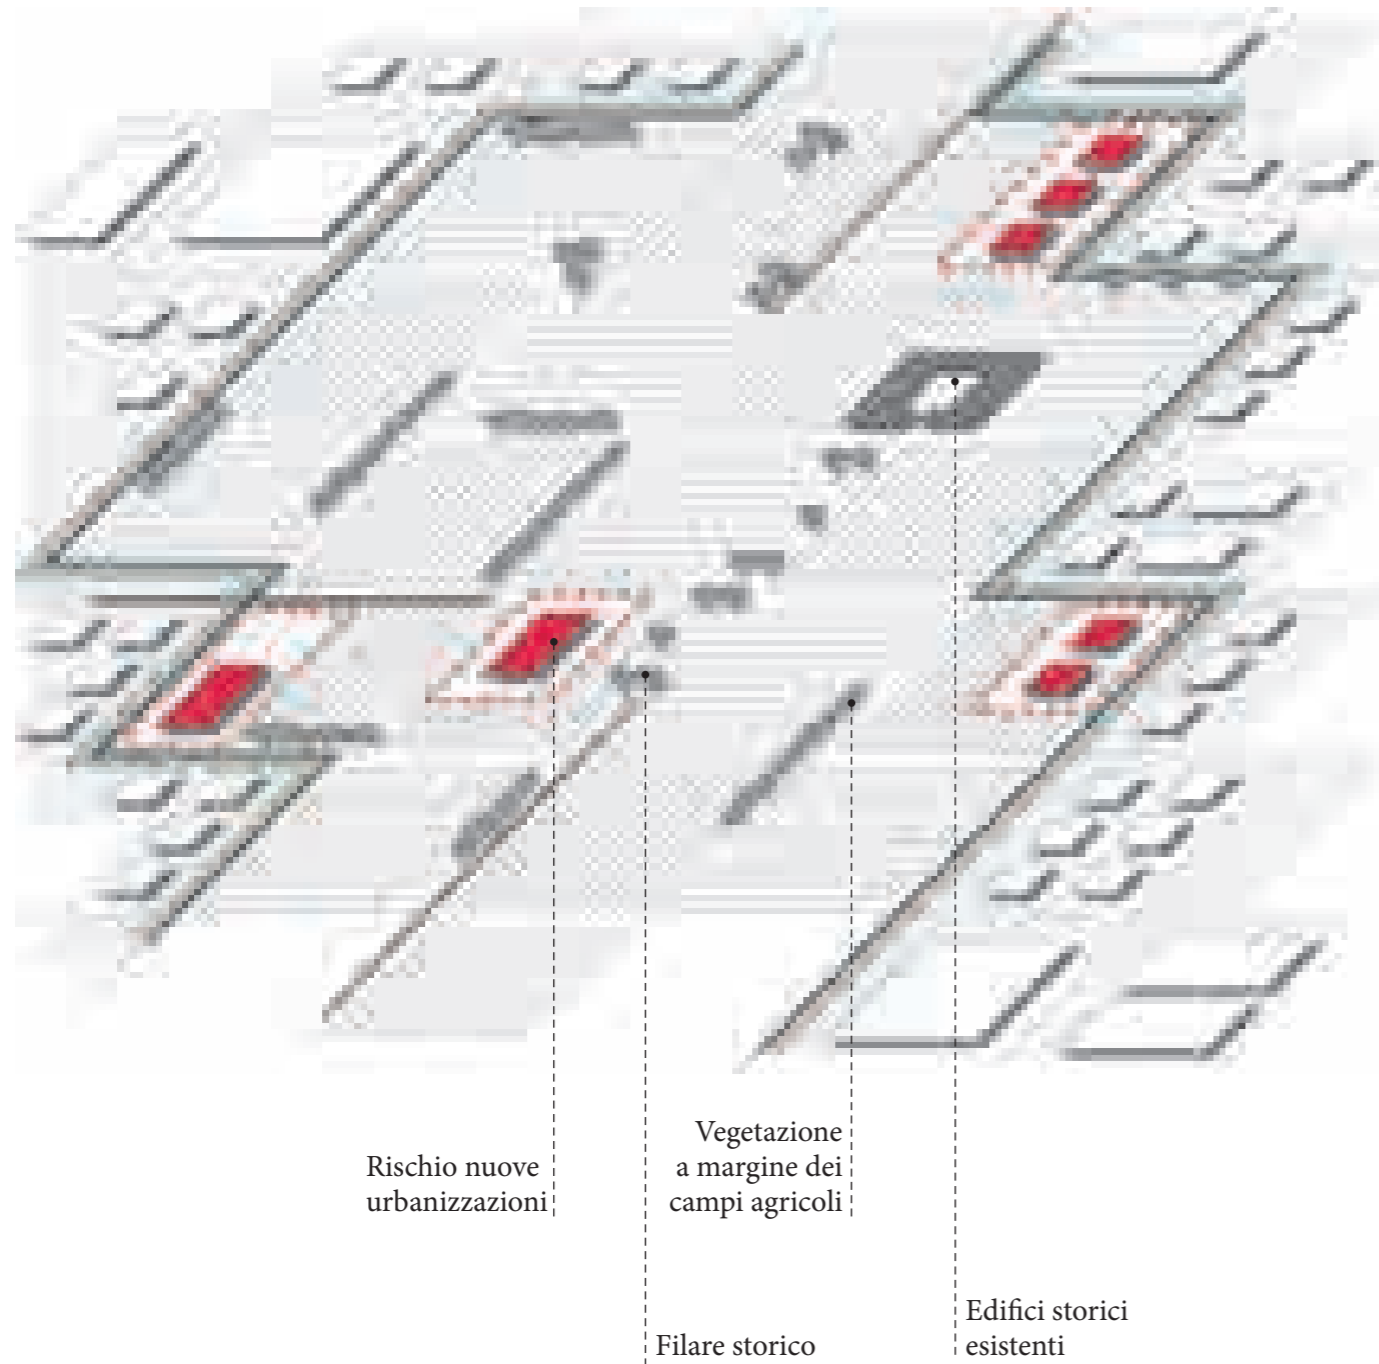 Rischio nuove
urbanizzazioni
Vegetazione
a margine dei
campi agricoli
Filare storico
Edifici storici
esistenti